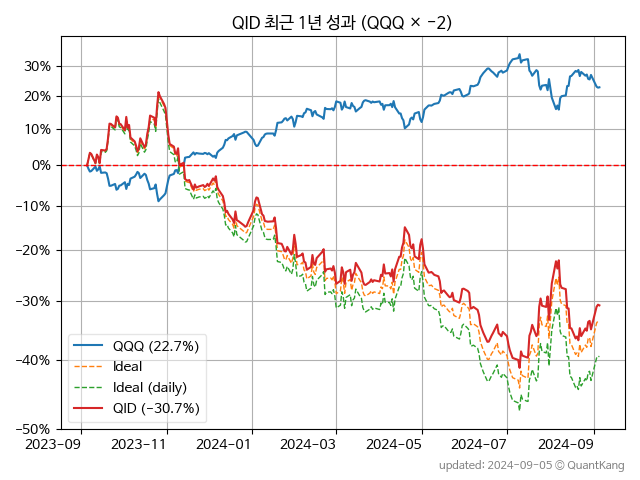 QID 최근 1년 성과 (QQQ × −2)
30%
20%
10%
0%
−10%
−20%
−30%
−40%
−50%
QQQ (22.7%)
Ideal
Ideal (daily)
QID (−30.7%)
2023-09
2023-11
2024-01
2024-03
2024-05
2024-07
2024-09
updated: 2024-09-05 © QuantKang